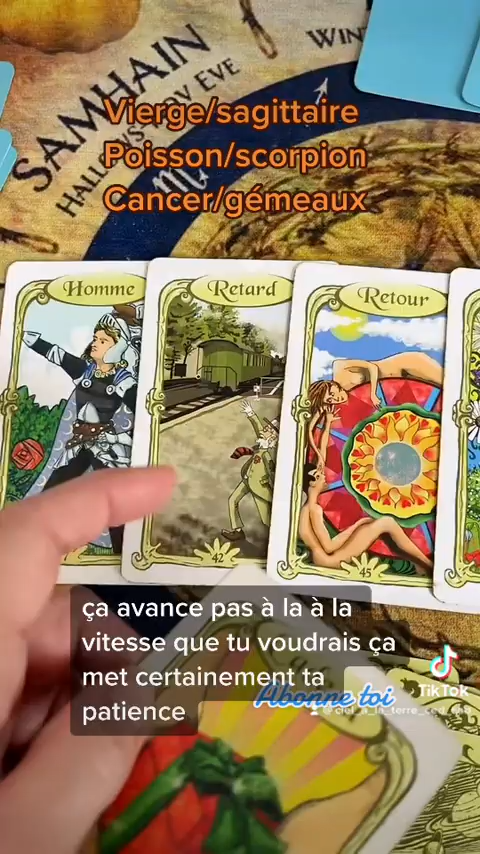 SAMHAIN
HALLOW'S EVE
WIN
Vierge/sagittaire
Poisson/scorpion
Cancer/gémeaux
Homme
Retard
Retour
42
45
ça avance pas à la à la
vitesse que tu voudrais ça
met certainement ta
patience
Abonne toi
TikTok